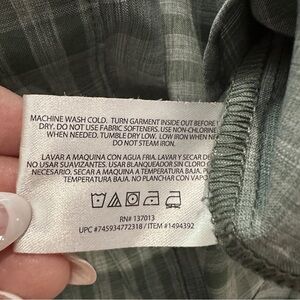 MACHINE WASH COLD. TURN GARMENT INSIDE OUT BEFORE
DRY. DO NOT USE FABRIC SOFTENERS. USE NON-CHLORINE
WHEN NEEDED. TUMBLE DRY LOW. LOW IRON WHEN
DO NOT STEAM IRON.
LAVAR A MAQUINA CON AGUA FRIA. LAVAR Y SECAR
NO USAR SUAVIZANTES. USAR BLANQUEADOR SIN CLORO
NECESARIO. SECAR A MAQUINA A TEMPERATURA BAJA.
TEMPERATURA BAJA. NO PLANCHAR CON
RN# 137013
UPC #745934772318 / ITEM #1494392